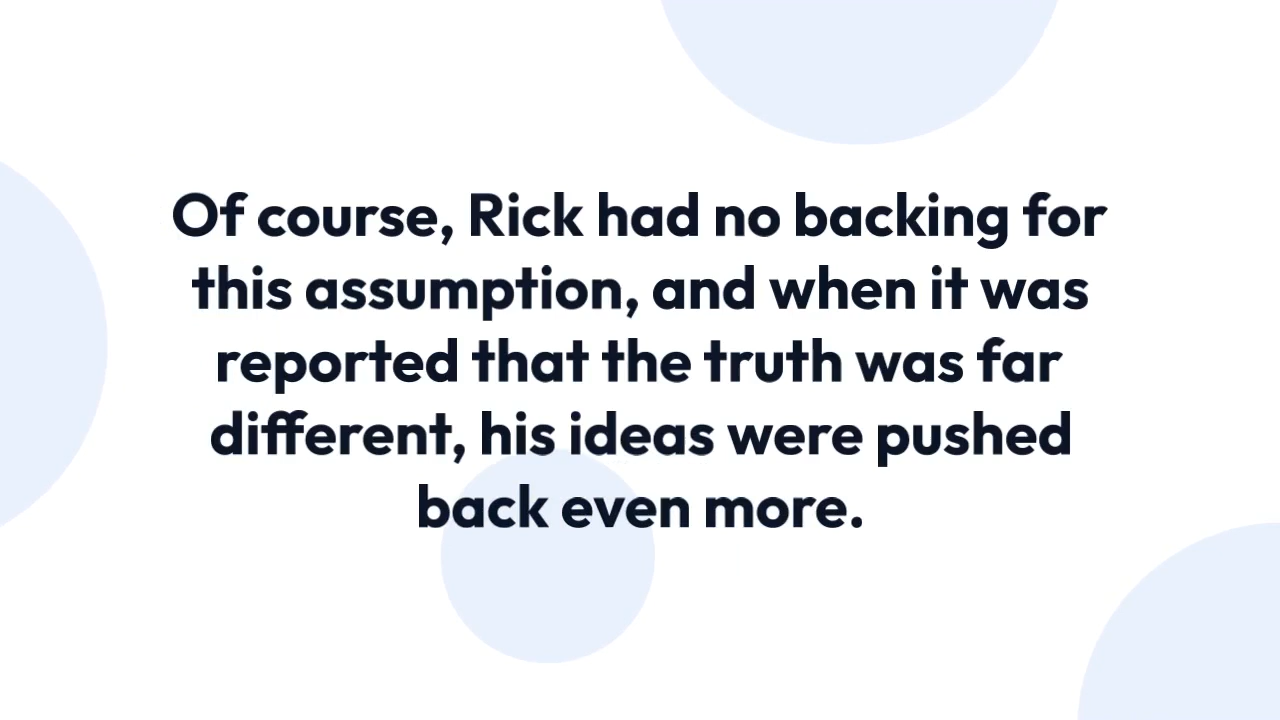 Of course, Rick had no backing for
this assumption, and when it was
reported that the truth was far
different, his ideas were pushed
back even more.